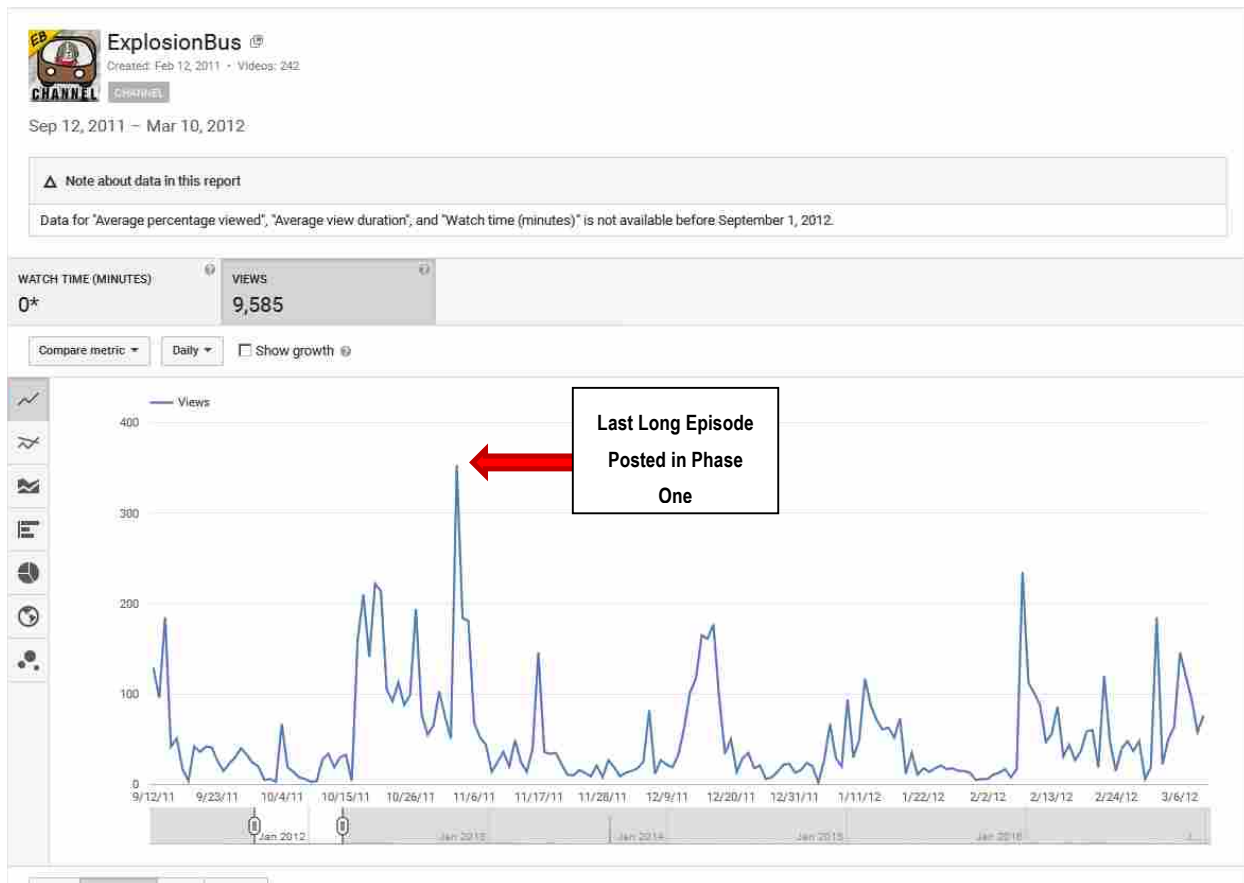 EB
ExplosionBus
Created: Feb 12, 2011 • Videos: 242
CHANNEL
CHANNEL
Sep 12, 2011 – Mar 10, 2012
Note about data in this report
Data for "Average percentage viewed", "Average view duration", and "Watch time (minutes)" is not available before September 1, 2012.
WATCH TIME (MINUTES)
0*
VIEWS
9,585
Compare metric
Daily
Show growth
Views
Last Long Episode
Posted in Phase
One
400
300
200
100
0
9/12/11 9/23/11 10/4/11 10/15/11 10/26/11 11/6/11 11/17/11 11/28/11 12/9/11 12/20/11 12/31/11 1/11/12 1/22/12 2/2/12 2/13/12 2/24/12 3/6/12
Jan 2012 Jan 2013 Jan 2014 Jan 2015 Jan 2016